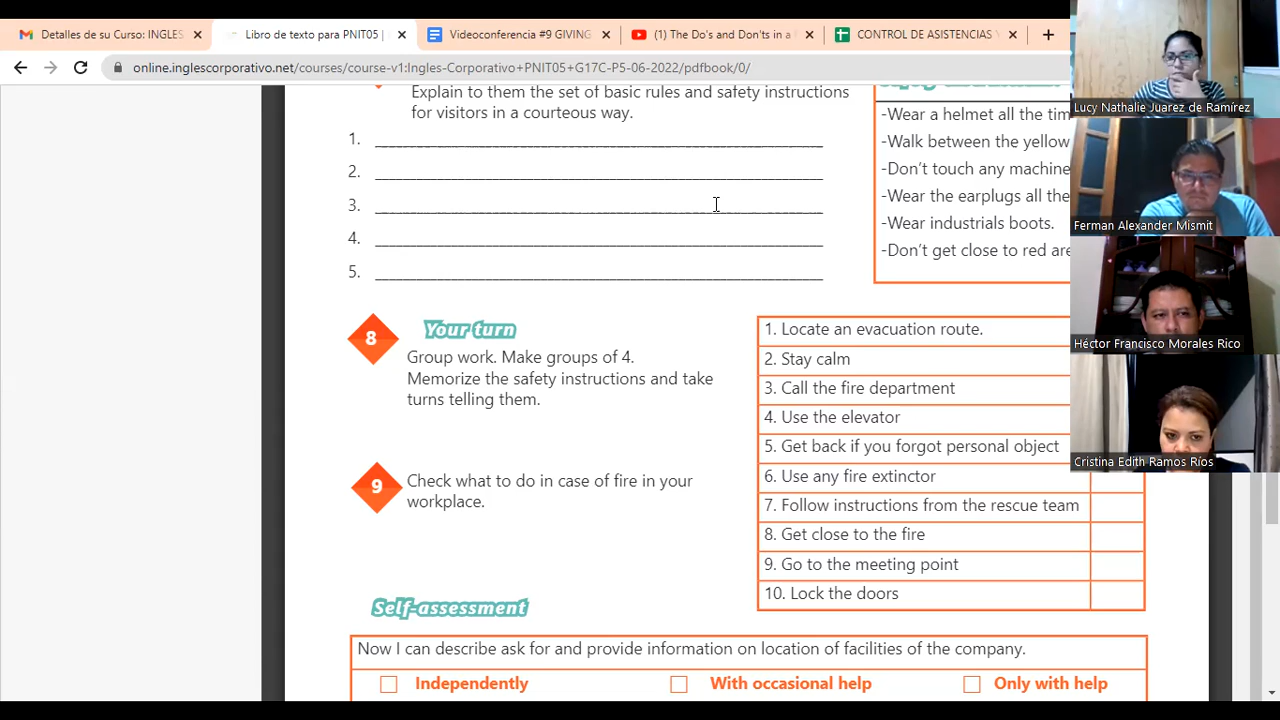 Detalles de su Curso: INGLES
Libro de texto para PNIT05 |
Videoconferencia #9 GIVING
(1) The Do's and Don'ts in a
CONTROL DE ASISTENCIAS
online.inglescorporativo.net/courses/course-v1:Ingles-Corporativo+PNIT05+G17C-P5-06-2022/pdfbook/0/
Explain to them the set of basic rules and safety instructions
for visitors in a courteous way.
1.
2.
3.
4.
5.
-Wear a helmet all the tim
-Walk between the yellow
-Don't touch any machine
-Wear the earplugs all the
-Wear industrials boots.
-Don't get close to red are
8
Your turn
Group work. Make groups of 4.
Memorize the safety instructions and take
turns telling them.
9
Check what to do in case of fire in your
workplace.
1. Locate an evacuation route.
2. Stay calm
3. Call the fire department
4. Use the elevator
5. Get back if you forgot personal object
6. Use any fire extinctor
7. Follow instructions from the rescue team
8. Get close to the fire
9. Go to the meeting point
10. Lock the doors
Self-assessment
Now I can describe ask for and provide information on location of facilities of the company.
Independently
With occasional help
Only with help
Lucy Nathalie Juarez de Ramírez
Ferman Alexander Mismit
Héctor Francisco Morales Rico
Cristina Edith Ramos Ríos